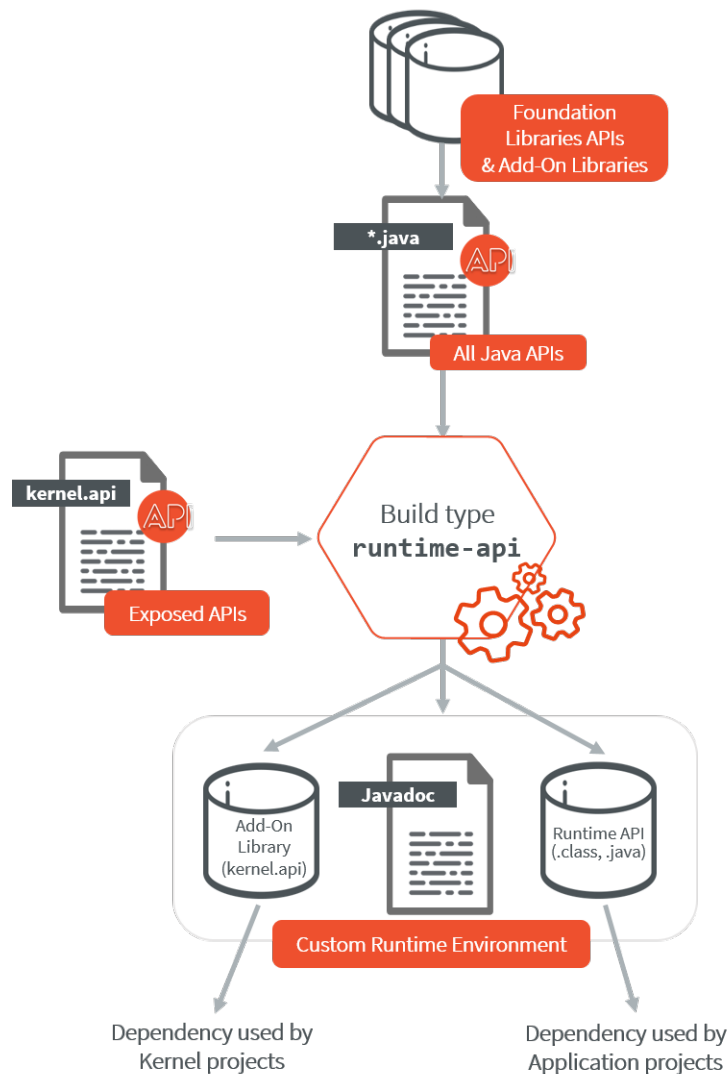 Foundation
Libraries APIs
& Add-On Libraries
*.java
API
All Java APIs
kernel.api
API
Exposed APIs
Build type
runtime-api
Javadoc
Add-On
Library
(kernel.api)
Runtime API
(.class, .java)
Custom Runtime Environment
Dependency used by
Kernel projects
Dependency used by
Application projects